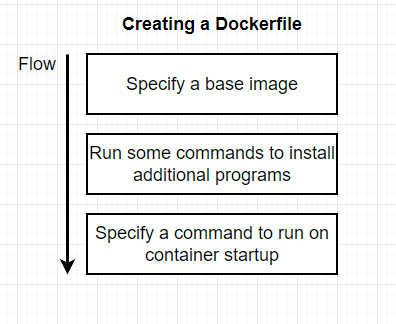 Creating a Dockerfile
Flow
Specify a base image
Run some commands to install
additional programs
Specify a command to run on
container startup